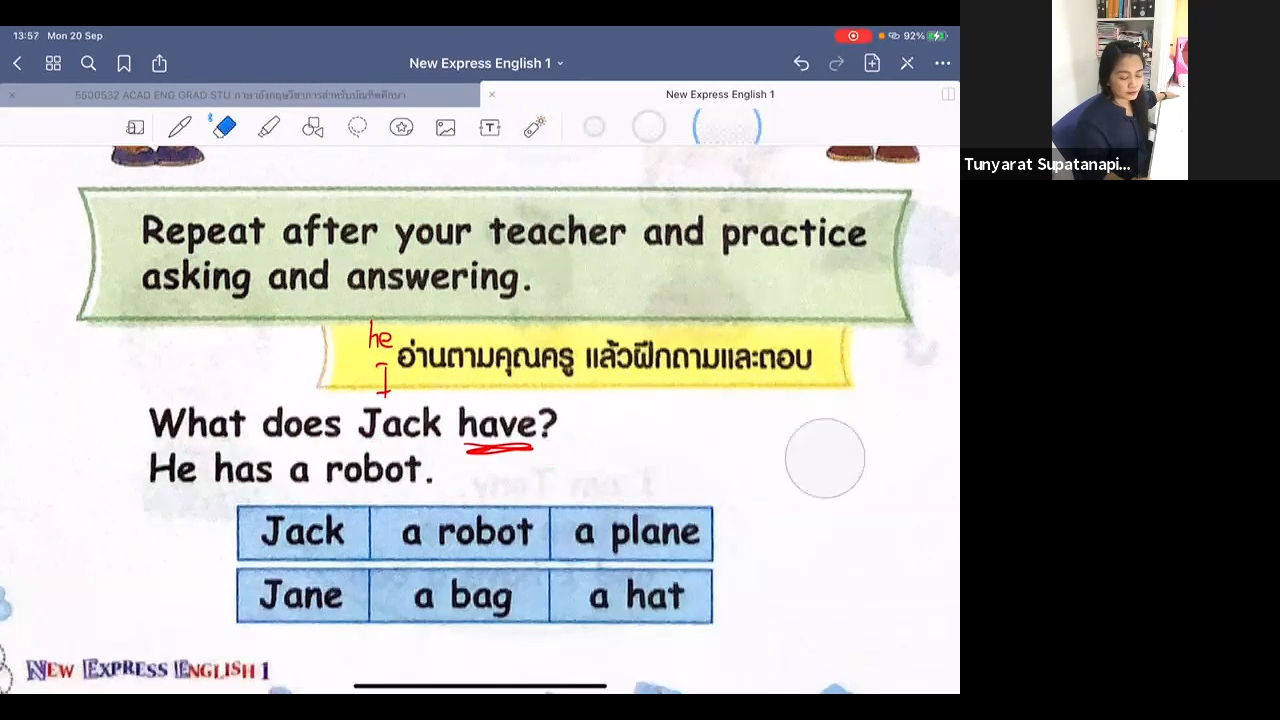 13:57 Mon 20 Sep
92%
New Express English 1
5500532 ACAD ENG GRAD STU ภาษาอังกฤษวิชาการสำหรับบัณฑิตศึกษา
New Express English 1
Tunyarat Supatanapi...
Repeat after your teacher and practice
asking and answering.
he
อ่านตามคุณครู แล้วฝึกถามและตอบ
I
What does Jack have?
He has a robot.
Jack a robot a plane
Jane a bag a hat
NEW EXPRESS ENGLISH 1